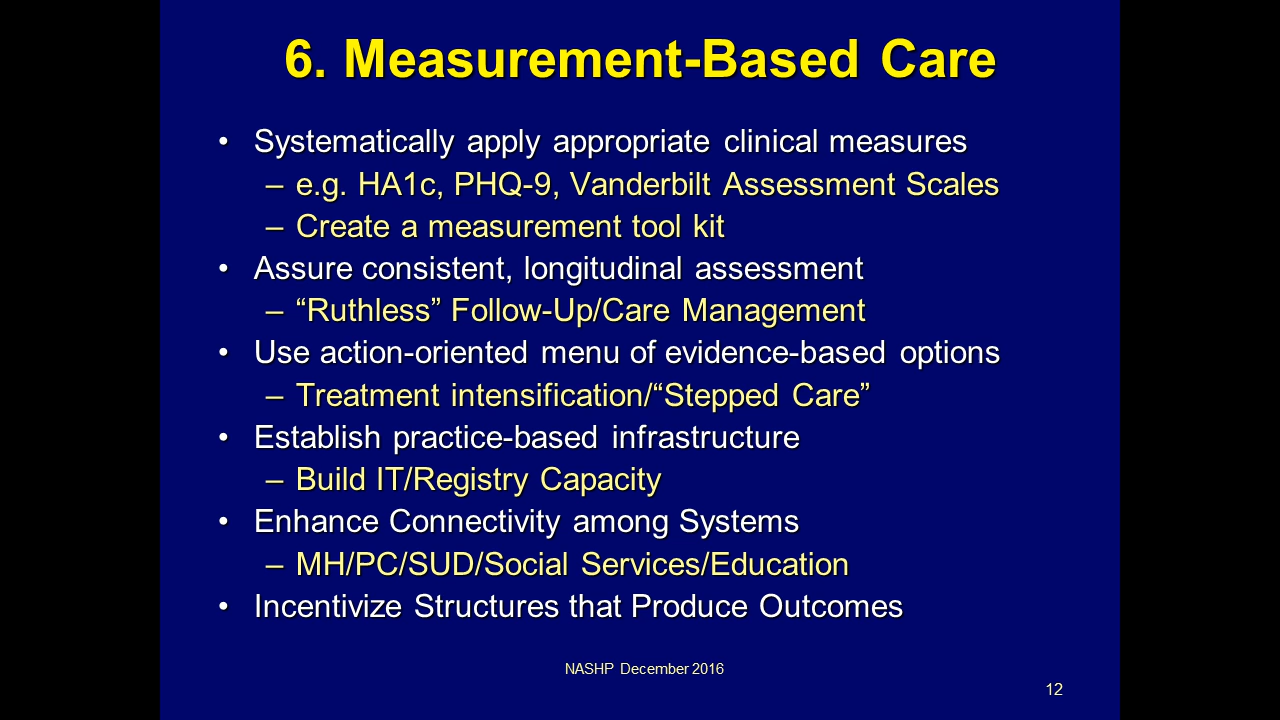 6. Measurement-Based Care
• Systematically apply appropriate clinical measures
– e.g. HA1c, PHQ-9, Vanderbilt Assessment Scales
– Create a measurement tool kit
• Assure consistent, longitudinal assessment
– “Ruthless” Follow-Up/Care Management
• Use action-oriented menu of evidence-based options
– Treatment intensification/“Stepped Care”
• Establish practice-based infrastructure
– Build IT/Registry Capacity
• Enhance Connectivity among Systems
– MH/PC/SUD/Social Services/Education
• Incentivize Structures that Produce Outcomes
NASHP December 2016
12